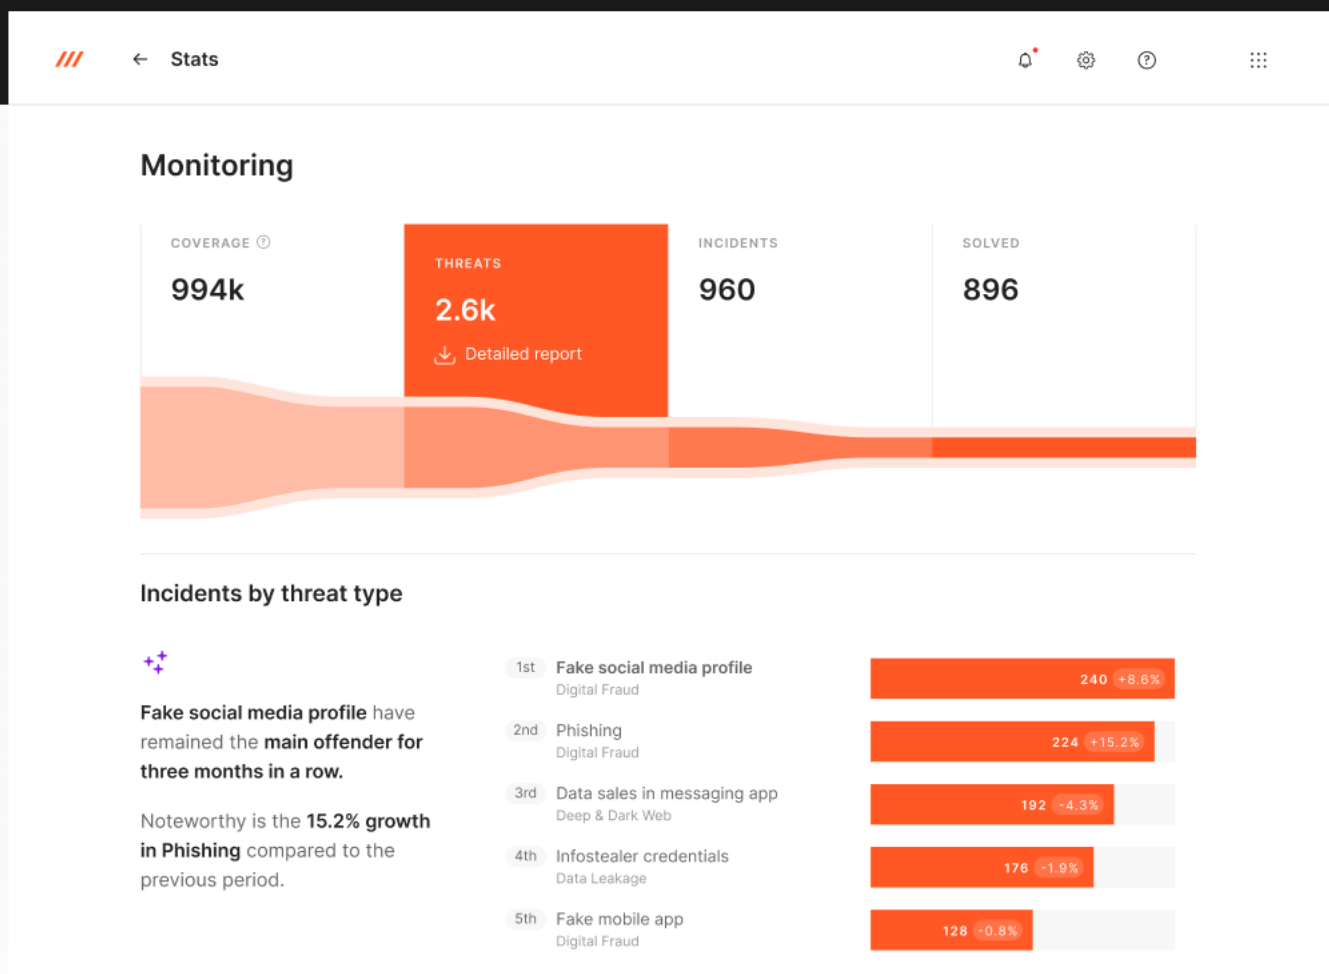 Stats
Monitoring
COVERAGE ?
994k
THREATS
2.6k
Detailed report
INCIDENTS
960
SOLVED
896
Incidents by threat type
Fake social media profile have
remained the main offender for
three months in a row.
Noteworthy is the 15.2% growth
in Phishing compared to the
previous period.
1st Fake social media profile
Digital Fraud
240 +8.6%
2nd Phishing
Digital Fraud
224 +15.2%
3rd Data sales in messaging app
Deep & Dark Web
192 -4.3%
4th Infostealer credentials
Data Leakage
176 -1.9%
5th Fake mobile app
Digital Fraud
128 -0.8%